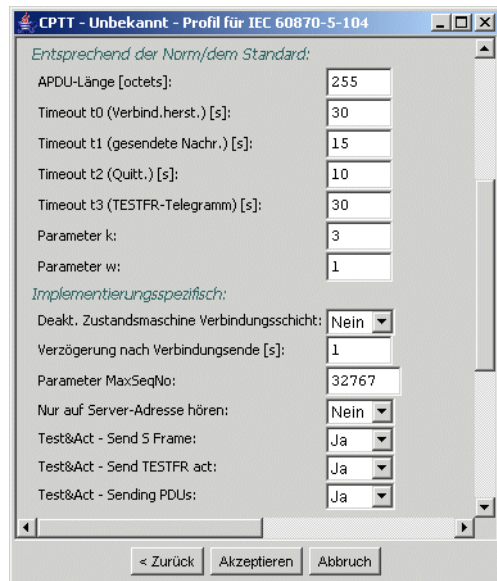 CPTT - Unbekannt - Profil für IEC 60870-5-104
Entsprechend der Norm/dem Standard:
APDU-Länge [octets]: 255
Timeout t0 (Verbind.herst.) [s]: 30
Timeout t1 (gesendete Nachr.) [s]: 15
Timeout t2 (Quitt.) [s]: 10
Timeout t3 (TESTFR-Telegramm) [s]: 30
Parameter k: 3
Parameter w: 1
Implementierungsspezifisch:
Deakt. Zustandsmaschine Verbindungsschicht: Nein
Verzögerung nach Verbindungsende [s]: 1
Parameter MaxSeqNo: 32767
Nur auf Server-Adresse hören: Nein
Test&Act - Send S Frame: Ja
Test&Act - Send TESTFR act: Ja
Test&Act - Sending PDUs: Ja
< Zurück Akzeptieren Abbruch